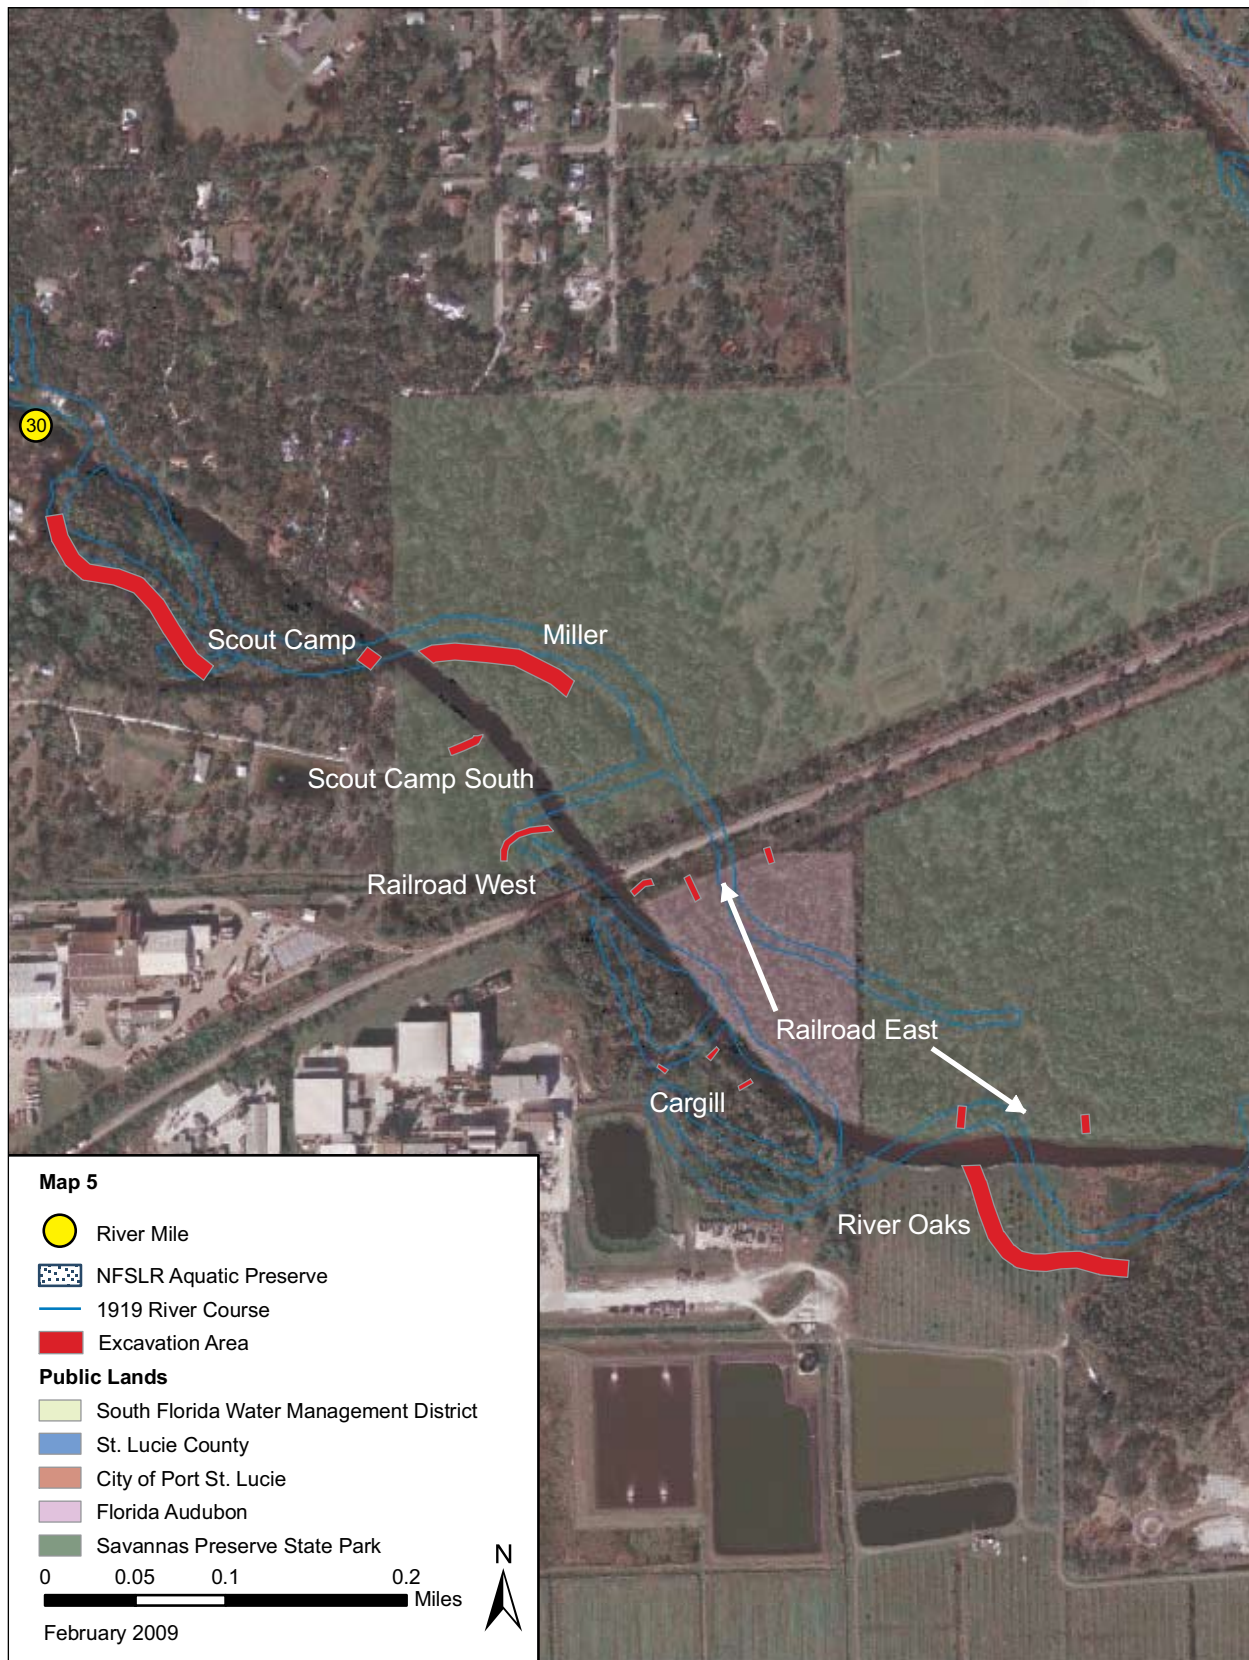 30
Scout Camp
Miller
Scout Camp South
Railroad West
Railroad East
Cargill
River Oaks
Map 5
River Mile
NFSLR Aquatic Preserve
1919 River Course
Excavation Area
Public Lands
South Florida Water Management District
St. Lucie County
City of Port St. Lucie
Florida Audubon
Savannas Preserve State Park
0 0.05 0.1 0.2
Miles
N
February 2009